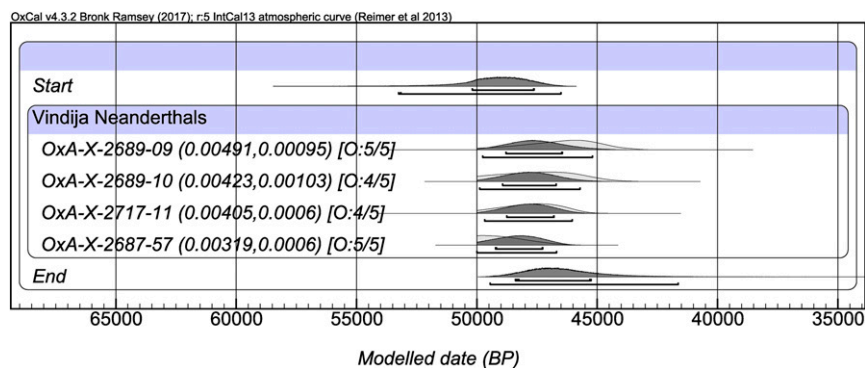 OxCal v4.3.2 Bronk Ramsey (2017); r:5 IntCal13 atmospheric curve (Reimer et al 2013)
Start
Vindija Neanderthals
OxA-X-2689-09 (0.00491,0.00095) [O:5/5]
OxA-X-2689-10 (0.00423,0.00103) [O:4/5]
OxA-X-2717-11 (0.00405,0.0006) [O:4/5]
OxA-X-2687-57 (0.00319,0.0006) [O:5/5]
End
65000 60000 55000 50000 45000 40000 35000
Modelled date (BP)